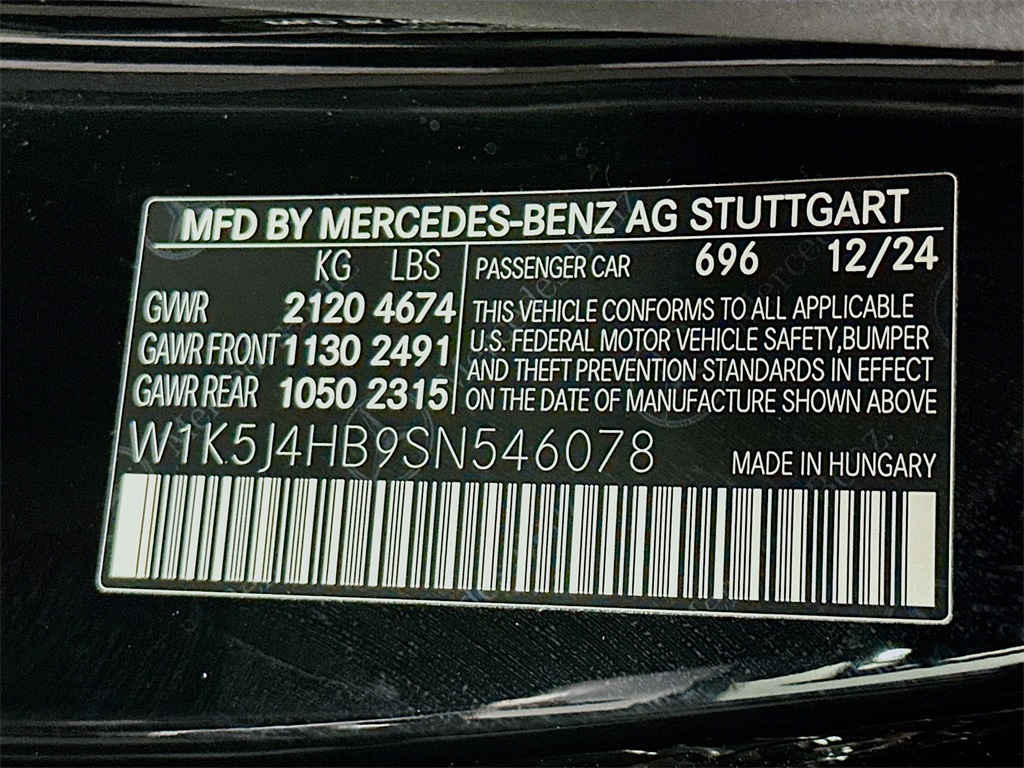 MFD BY MERCEDES-BENZ AG STUTTGART
KG LBS
PASSENGER CAR 696 12/24
GVWR 2120 4674
GAWR FRONT 1130 2491
GAWR REAR 1050 2315
THIS VEHICLE CONFORMS TO ALL APPLICABLE
U.S. FEDERAL MOTOR VEHICLE SAFETY,BUMPER
AND THEFT PREVENTION STANDARDS IN EFFECT
ON THE DATE OF MANUFACTURE SHOWN ABOVE
W1K5J4HB9SN546078
MADE IN HUNGARY